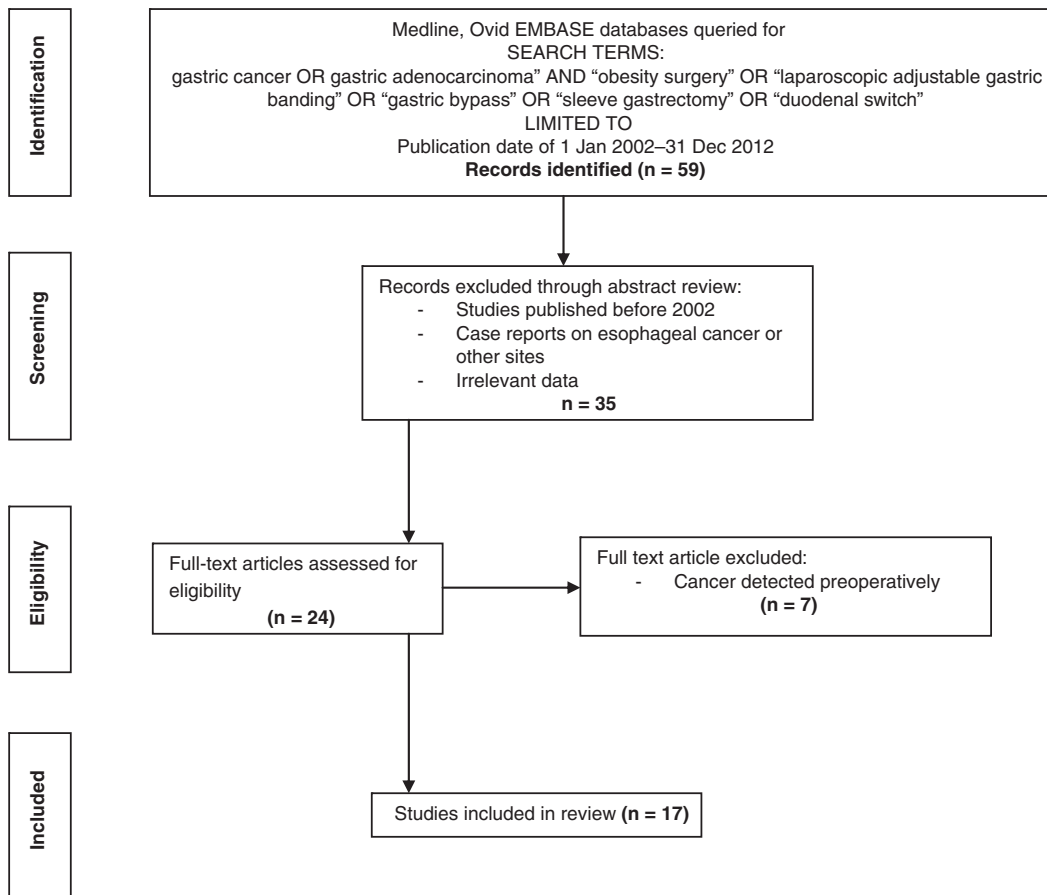 Identification
Medline, Ovid EMBASE databases queried for
SEARCH TERMS:
gastric cancer OR gastric adenocarcinoma” AND “obesity surgery” OR “laparoscopic adjustable gastric
banding” OR “gastric bypass” OR “sleeve gastrectomy” OR “duodenal switch”
LIMITED TO
Publication date of 1 Jan 2002–31 Dec 2012
Records identified (n = 59)
Screening
Records excluded through abstract review:
- Studies published before 2002
- Case reports on esophageal cancer or
other sites
- Irrelevant data
n = 35
Eligibility
Full-text articles assessed for
eligibility
(n = 24)
Full text article excluded:
- Cancer detected preoperatively
(n = 7)
Included
Studies included in review (n = 17)